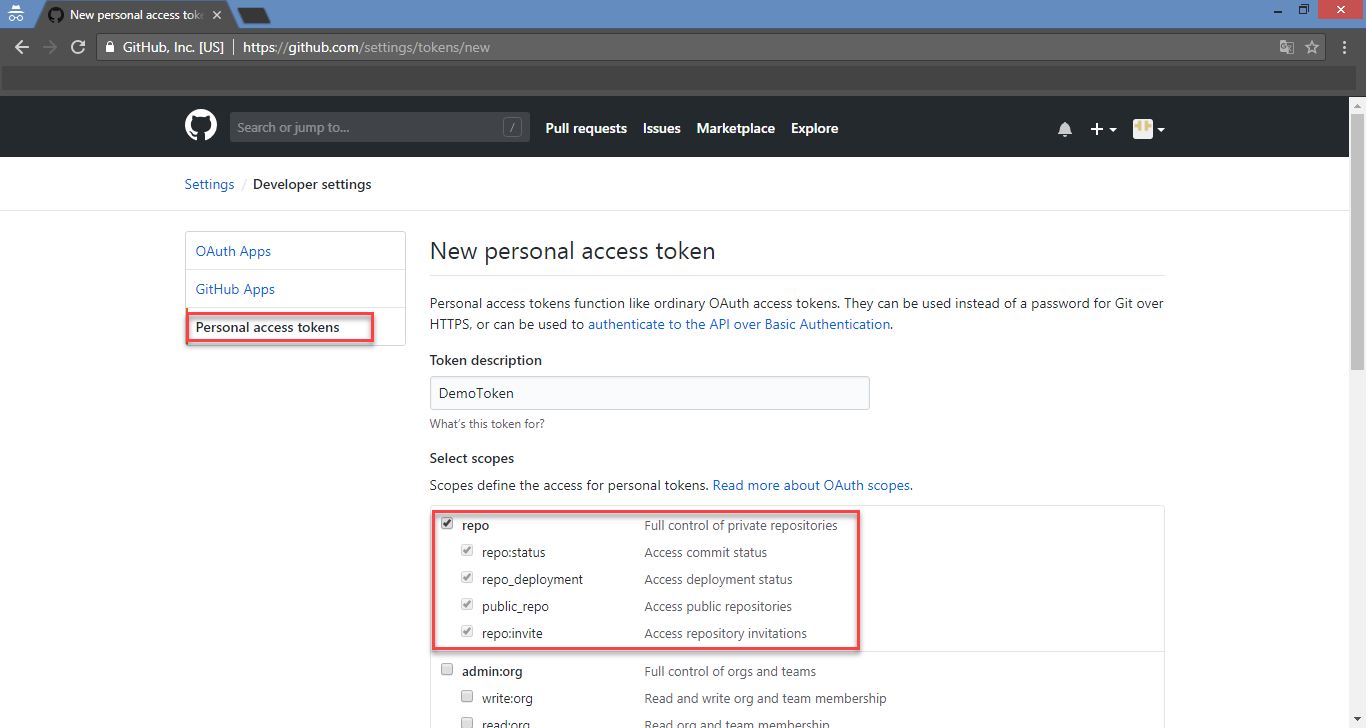 New personal access toke
GitHub, Inc. [US] https://github.com/settings/tokens/new
Search or jump to... / Pull requests Issues Marketplace Explore
Settings / Developer settings
OAuth Apps
GitHub Apps
Personal access tokens
New personal access token
Personal access tokens function like ordinary OAuth access tokens. They can be used instead of a password for Git over
HTTPS, or can be used to authenticate to the API over Basic Authentication.
Token description
DemoToken
What's this token for?
Select scopes
Scopes define the access for personal tokens. Read more about OAuth scopes.
repo Full control of private repositories
repo:status Access commit status
repo_deployment Access deployment status
public_repo Access public repositories
repo:invite Access repository invitations
admin:org Full control of orgs and teams
write:org Read and write org and team membership
read:org Read org and team membership